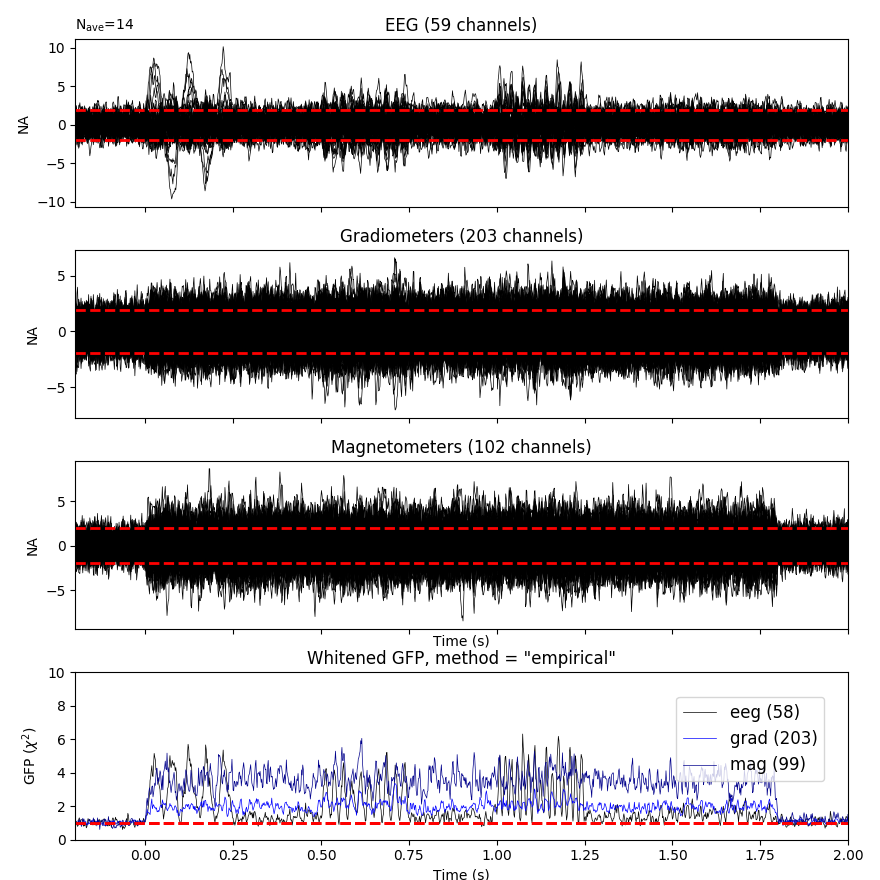 N_ave=14
EEG (59 channels)
10
5
0
−5
−10
NA
Gradiometers (203 channels)
5
0
−5
NA
Magnetometers (102 channels)
5
0
−5
NA
Time (s)
Whitened GFP, method = "empirical"
10
8
6
4
2
0
GFP (χ²)
eeg (58)
grad (203)
mag (99)
0.00 0.25 0.50 0.75 1.00 1.25 1.50 1.75 2.00
Time (s)